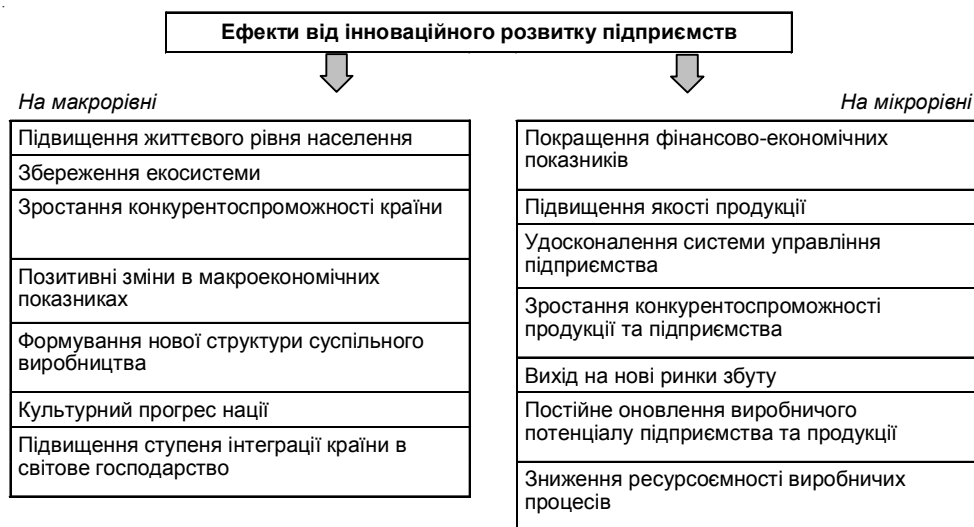 Ефекти від інноваційного розвитку підприємств
На макрорівні
Підвищення життєвого рівня населення
Збереження екосистеми
Зростання конкурентоспроможності країни
Позитивні зміни в макроекономічних
показниках
Формування нової структури суспільного
виробництва
Культурний прогрес нації
Підвищення ступеня інтеграції країни в
світове господарство
На мікрорівні
Покращення фінансово-економічних
показників
Підвищення якості продукції
Удосконалення системи управління
підприємства
Зростання конкурентоспроможності
продукції та підприємства
Вихід на нові ринки збуту
Постійне оновлення виробничого
потенціалу підприємства та продукції
Зниження ресурсоємності виробничих
процесів